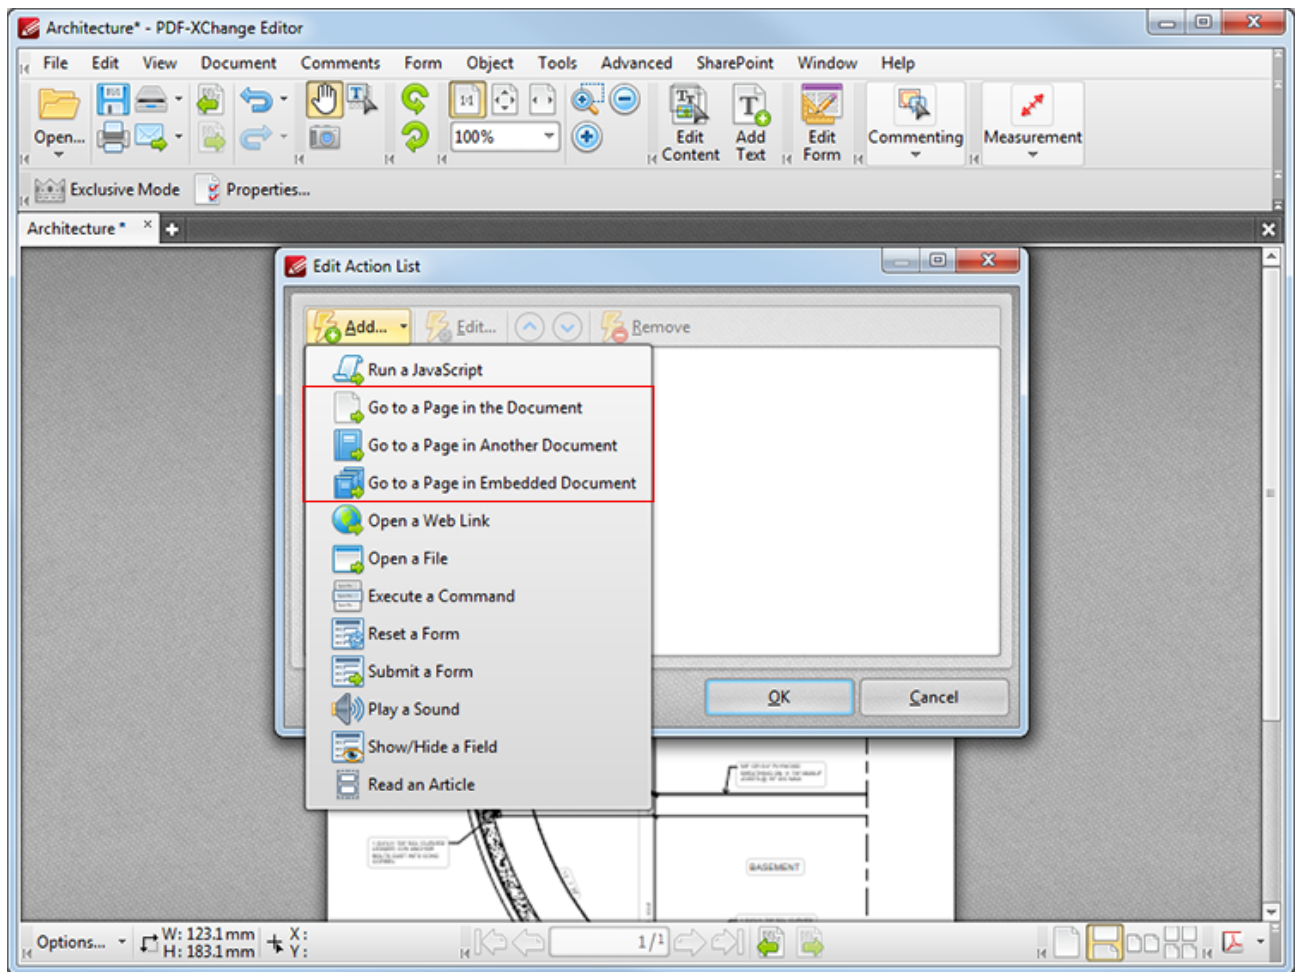 Architecture* - PDF-XChange Editor
File Edit View Document Comments Form Object Tools Advanced SharePoint Window Help
Open...
100%
Edit Content
Add Text
Edit Form
Commenting
Measurement
Exclusive Mode Properties...
Architecture *
Edit Action List
Add... Edit... Remove
Run a JavaScript
Go to a Page in the Document
Go to a Page in Another Document
Go to a Page in Embedded Document
Open a Web Link
Open a File
Execute a Command
Reset a Form
Submit a Form
Play a Sound
Show/Hide a Field
Read an Article
OK Cancel
BASEMENT
Options... W: 123.1 mm X:
H: 183.1 mm Y:
1/1